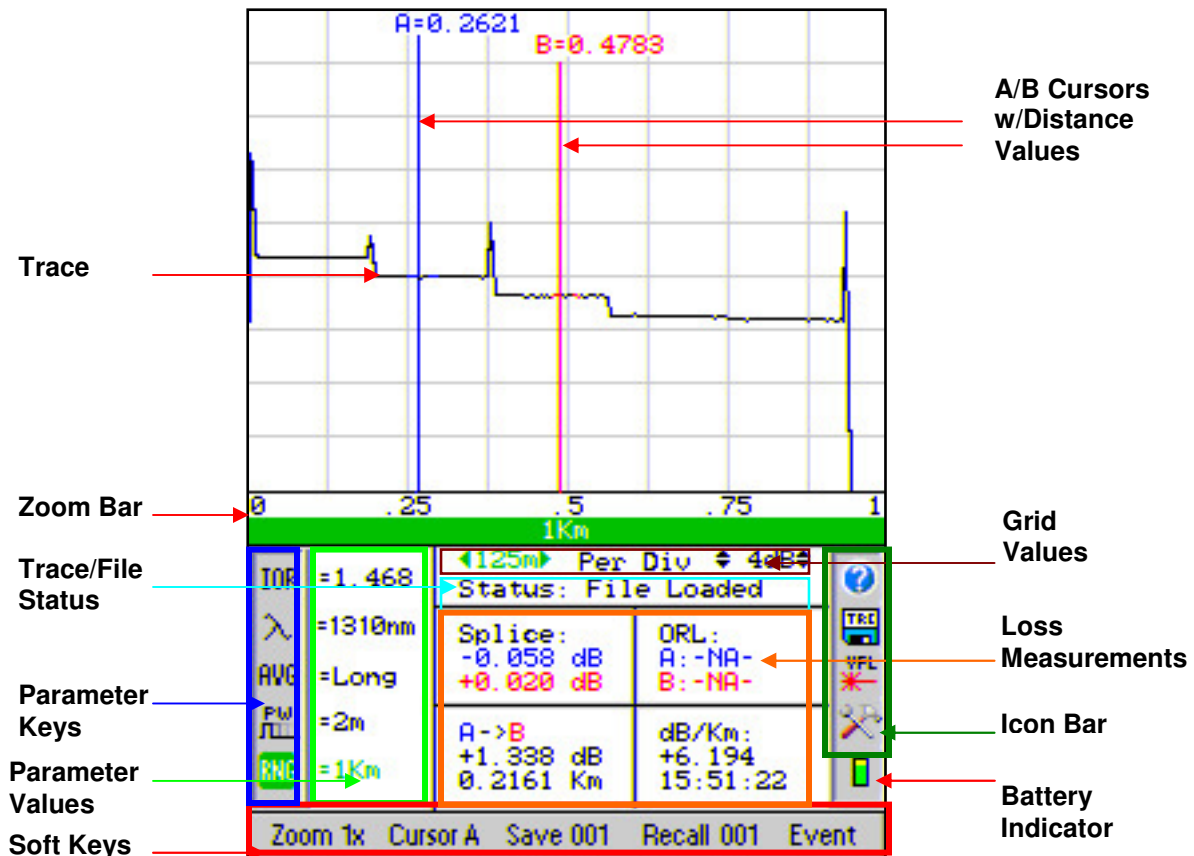 A=0.2621
B=0.4783
A/B Cursors
w/Distance
Values
Trace
Zoom Bar
0 .25 .5 .75 1
1Km
Grid
Values
Trace/File
Status
125m Per Div 4dB
Status: File Loaded
IOR =1.468
λ =1310nm
AVG =Long
PW =2m
RNG =1Km
Splice:
-0.058 dB
+0.020 dB
ORL:
A:-NA-
B:-NA-
A->B
+1.338 dB
0.2161 Km
dB/Km:
+6.194
15:51:22
?
TRC
VFL
Loss
Measurements
Parameter
Keys
Icon Bar
Parameter
Values
Battery
Indicator
Soft Keys
Zoom 1x Cursor A Save 001 Recall 001 Event